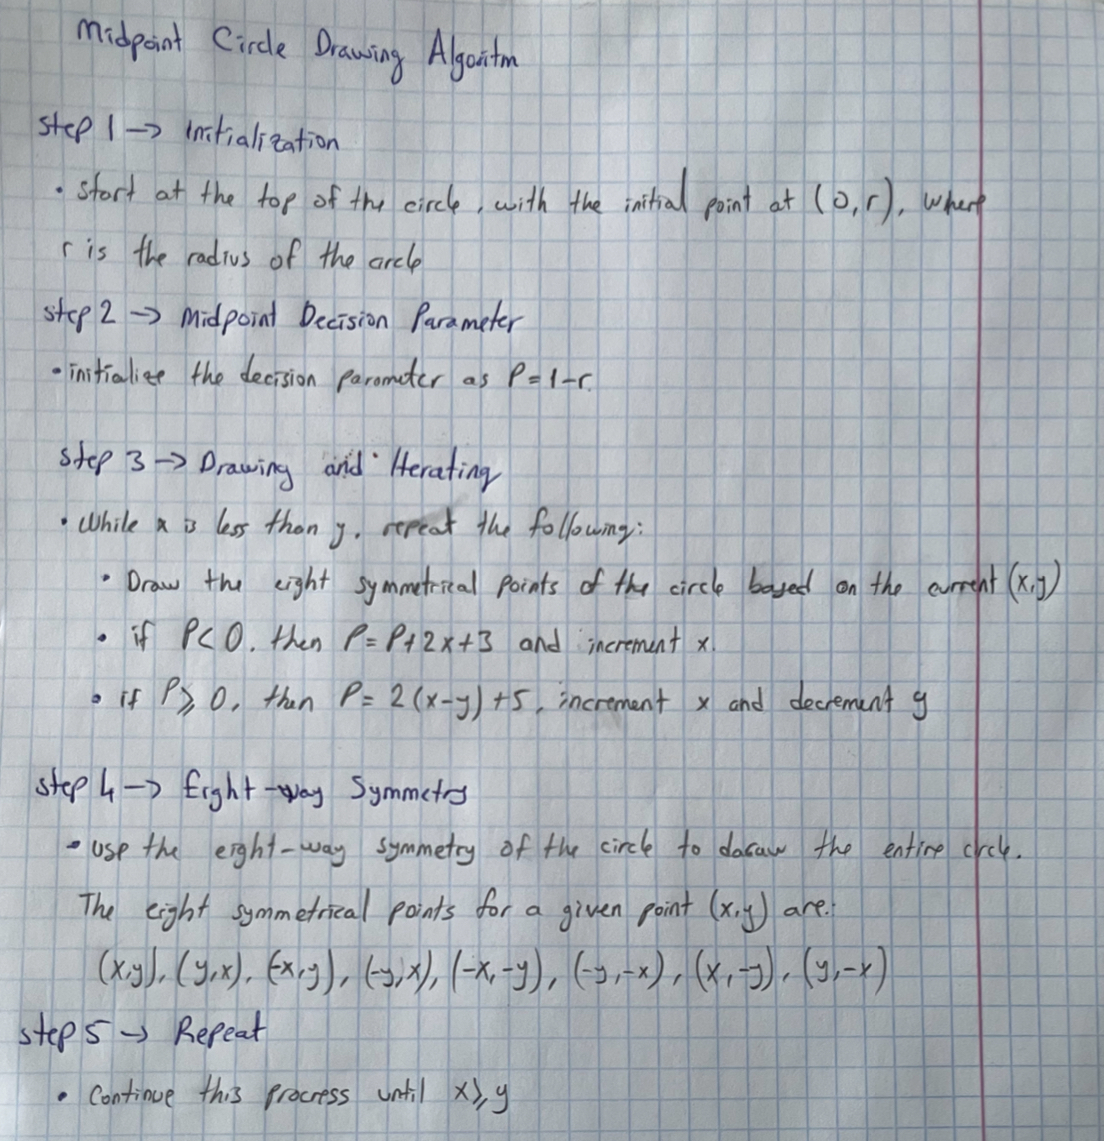 Midpoint Circle Drawing Algoritm
step 1 → initialization
• start at the top of the circle, with the initial point at (0,r), where
r is the radius of the circle
step 2 → Midpoint Decision Parameter
• initialize the decision parameter as P=1-r.
step 3 → Drawing and Iterating
• While x is less than y, repeat the following:
• Draw the eight symmetrical points of the circle based on the current (x,y)
• if P<0, then P=P+2x+3 and increment x.
• if P⩾0, then P=2(x-y)+5, increment x and decrement y
step 4 → Eight-way Symmetry
• use the eight-way symmetry of the circle to daraw the entire circle.
The eight symmetrical points for a given point (x,y) are:
(x,y), (y,x), (-x,y), (-y,x), (-x,-y), (-y,-x), (x,-y), (y,-x)
step 5 → Repeat
• Continue this process until x⩾y